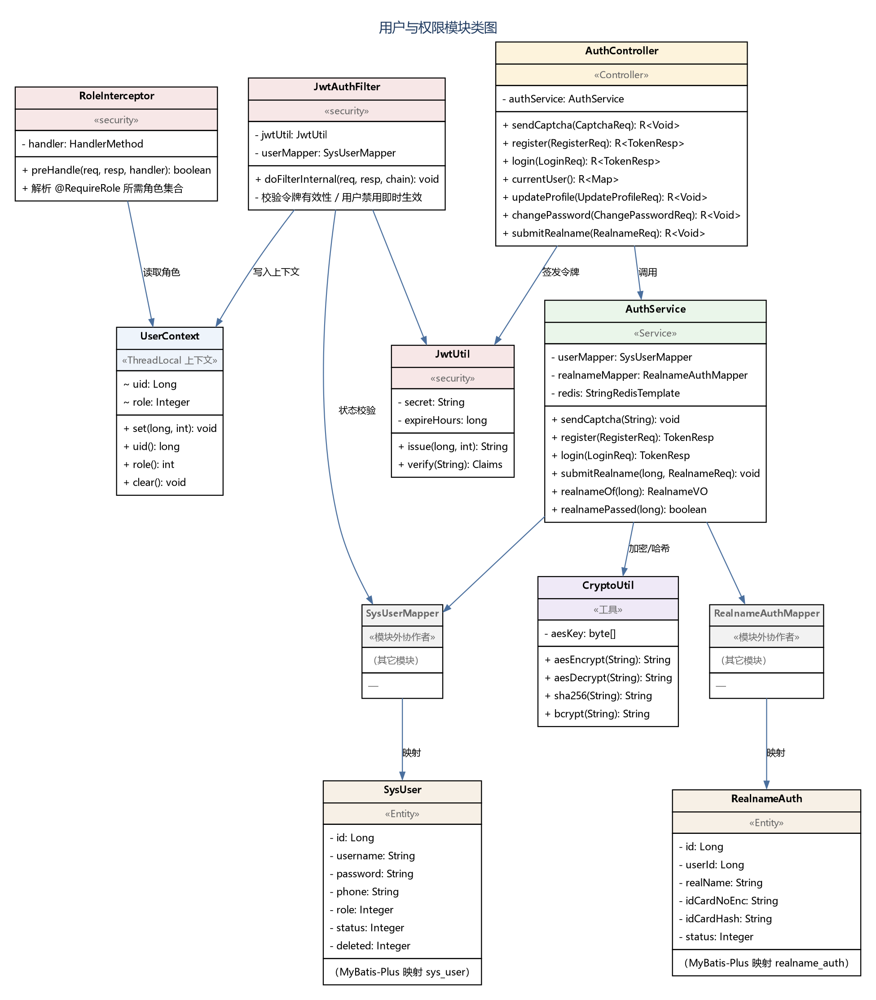 用户与权限模块类图
AuthController
«Controller»
- authService: AuthService
+ sendCaptcha(CaptchaReq): R<Void>
+ register(RegisterReq): R<TokenResp>
+ login(LoginReq): R<TokenResp>
+ currentUser(): R<Map>
+ updateProfile(UpdateProfileReq): R<Void>
+ changePassword(ChangePasswordReq): R<Void>
+ submitRealname(RealnameReq): R<Void>
JwtAuthFilter
«security»
- jwtUtil: JwtUtil
- userMapper: SysUserMapper
+ doFilterInternal(req, resp, chain): void
- 校验令牌有效性 / 用户禁用即时生效
RoleInterceptor
«security»
- handler: HandlerMethod
+ preHandle(req, resp, handler): boolean
+ 解析 @RequireRole 所需角色集合
读取角色
写入上下文
签发令牌
调用
UserContext
«ThreadLocal 上下文»
~ uid: Long
~ role: Integer
+ set(long, int): void
+ uid(): long
+ role(): int
+ clear(): void
状态校验
JwtUtil
«security»
- secret: String
- expireHours: long
+ issue(long, int): String
+ verify(String): Claims
AuthService
«Service»
- userMapper: SysUserMapper
- realnameMapper: RealnameAuthMapper
- redis: StringRedisTemplate
+ sendCaptcha(String): void
+ register(RegisterReq): TokenResp
+ login(LoginReq): TokenResp
+ submitRealname(long, RealnameReq): void
+ realnameOf(long): RealnameVO
+ realnamePassed(long): boolean
加密/哈希
SysUserMapper
«模块外协作者»
（其它模块）
—
CryptoUtil
«工具»
- aesKey: byte[]
+ aesEncrypt(String): String
+ aesDecrypt(String): String
+ sha256(String): String
+ bcrypt(String): String
RealnameAuthMapper
«模块外协作者»
（其它模块）
—
映射
映射
SysUser
«Entity»
- id: Long
- username: String
- password: String
- phone: String
- role: Integer
- status: Integer
- deleted: Integer
（MyBatis-Plus 映射 sys_user）
RealnameAuth
«Entity»
- id: Long
- userId: Long
- realName: String
- idCardNoEnc: String
- idCardHash: String
- status: Integer
（MyBatis-Plus 映射 realname_auth）